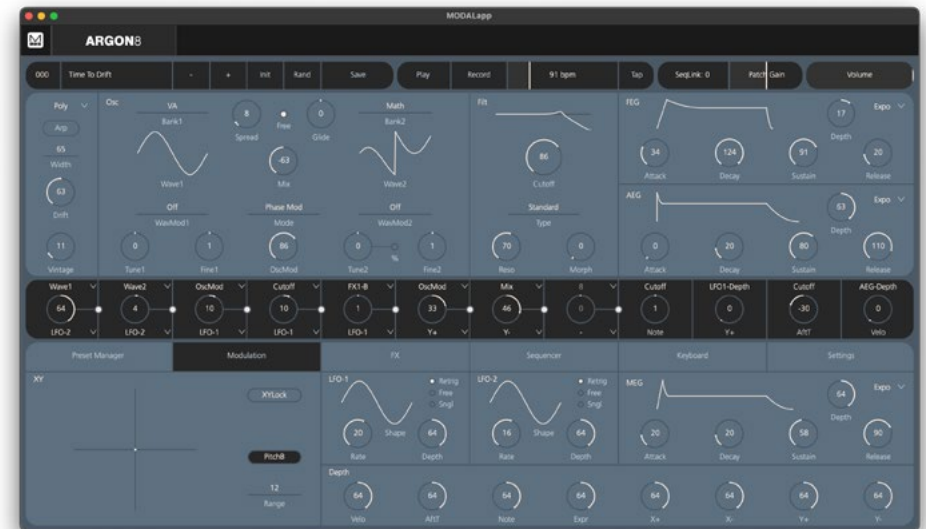 MODALapp
ARGON8
000 Time To Drift - + Init Rand Save Play Record 91 bpm Tap SeqLink: 0 Patch Gain Volume
Poly
Arp
65
Width
63
Drift
11
Vintage
Osc
VA
Bank1
Wave1
8
Spread
Free
0
Glide
-63
Mix
Math
Bank2
Wave2
Off
WavMod1
Phase Mod
Mode
Off
WavMod2
0
Tune1
1
Fine1
86
OscMod
0
Tune2
%
1
Fine2
Filt
86
Cutoff
Standard
Type
70
Reso
0
Morph
FEG
17
Depth
Expo
34
Attack
124
Decay
91
Sustain
20
Release
AEG
63
Depth
Expo
0
Attack
20
Decay
80
Sustain
110
Release
Wave1 Wave2 OscMod Cutoff FX1-B OscMod Mix Cutoff LFO1-Depth Cutoff AEG-Depth
64 4 10 10 1 33 46 0 1 0 -30 0
LFO-2 LFO-2 LFO-1 LFO-1 LFO-1 Y+ Y- - Note Y+ AftT Velo
Preset Manager Modulation FX Sequencer Keyboard Settings
XY
XYLock
PitchB
12
Range
LFO-1
Retrig
Free
Sngl
20
Rate
Shape
64
Depth
LFO-2
Retrig
Free
Sngl
16
Rate
Shape
64
Depth
MEG
64
Depth
Expo
20
Attack
20
Decay
58
Sustain
90
Release
Depth
64 64 64 64 64 64 64 64
Velo AftT Note Expr X+ X- Y+ Y-